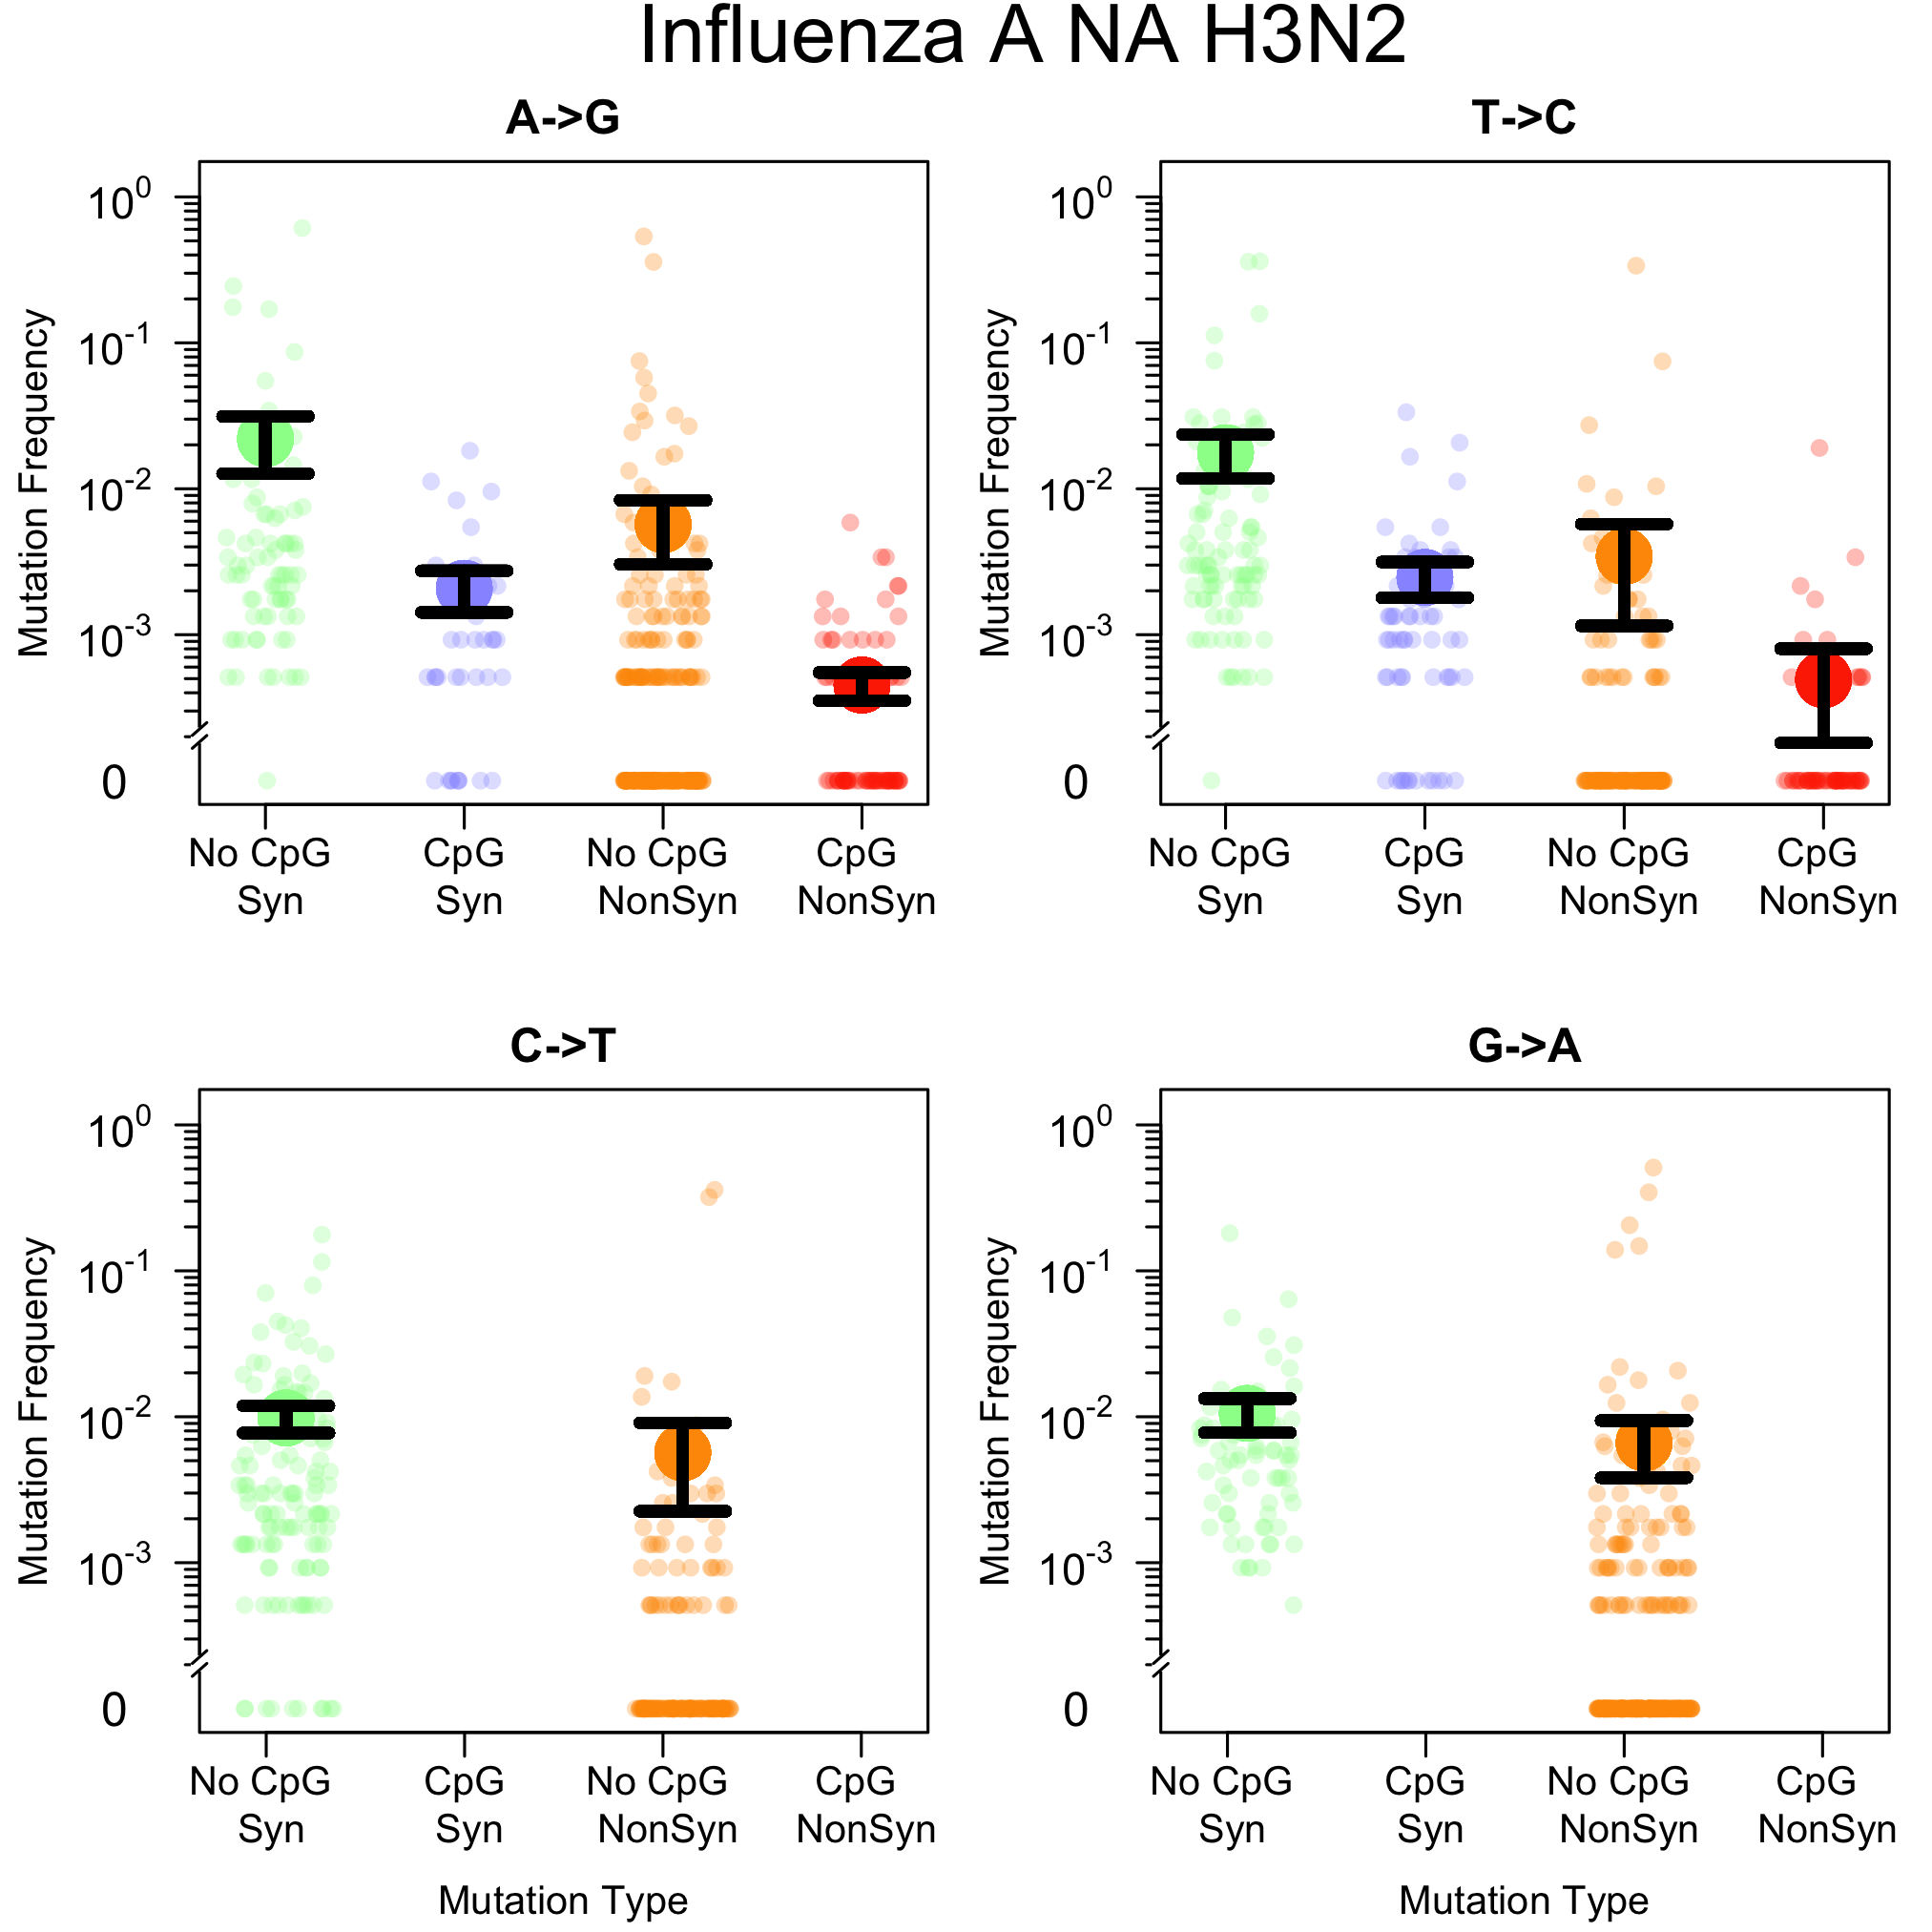 Influenza A NA H3N2
A->G
Mutation Frequency
10^0
10^-1
10^-2
10^-3
0
No CpG CpG No CpG CpG
Syn Syn NonSyn NonSyn
T->C
Mutation Frequency
10^0
10^-1
10^-2
10^-3
0
No CpG CpG No CpG CpG
Syn Syn NonSyn NonSyn
C->T
Mutation Frequency
10^0
10^-1
10^-2
10^-3
0
No CpG CpG No CpG CpG
Syn Syn NonSyn NonSyn
Mutation Type
G->A
Mutation Frequency
10^0
10^-1
10^-2
10^-3
0
No CpG CpG No CpG CpG
Syn Syn NonSyn NonSyn
Mutation Type